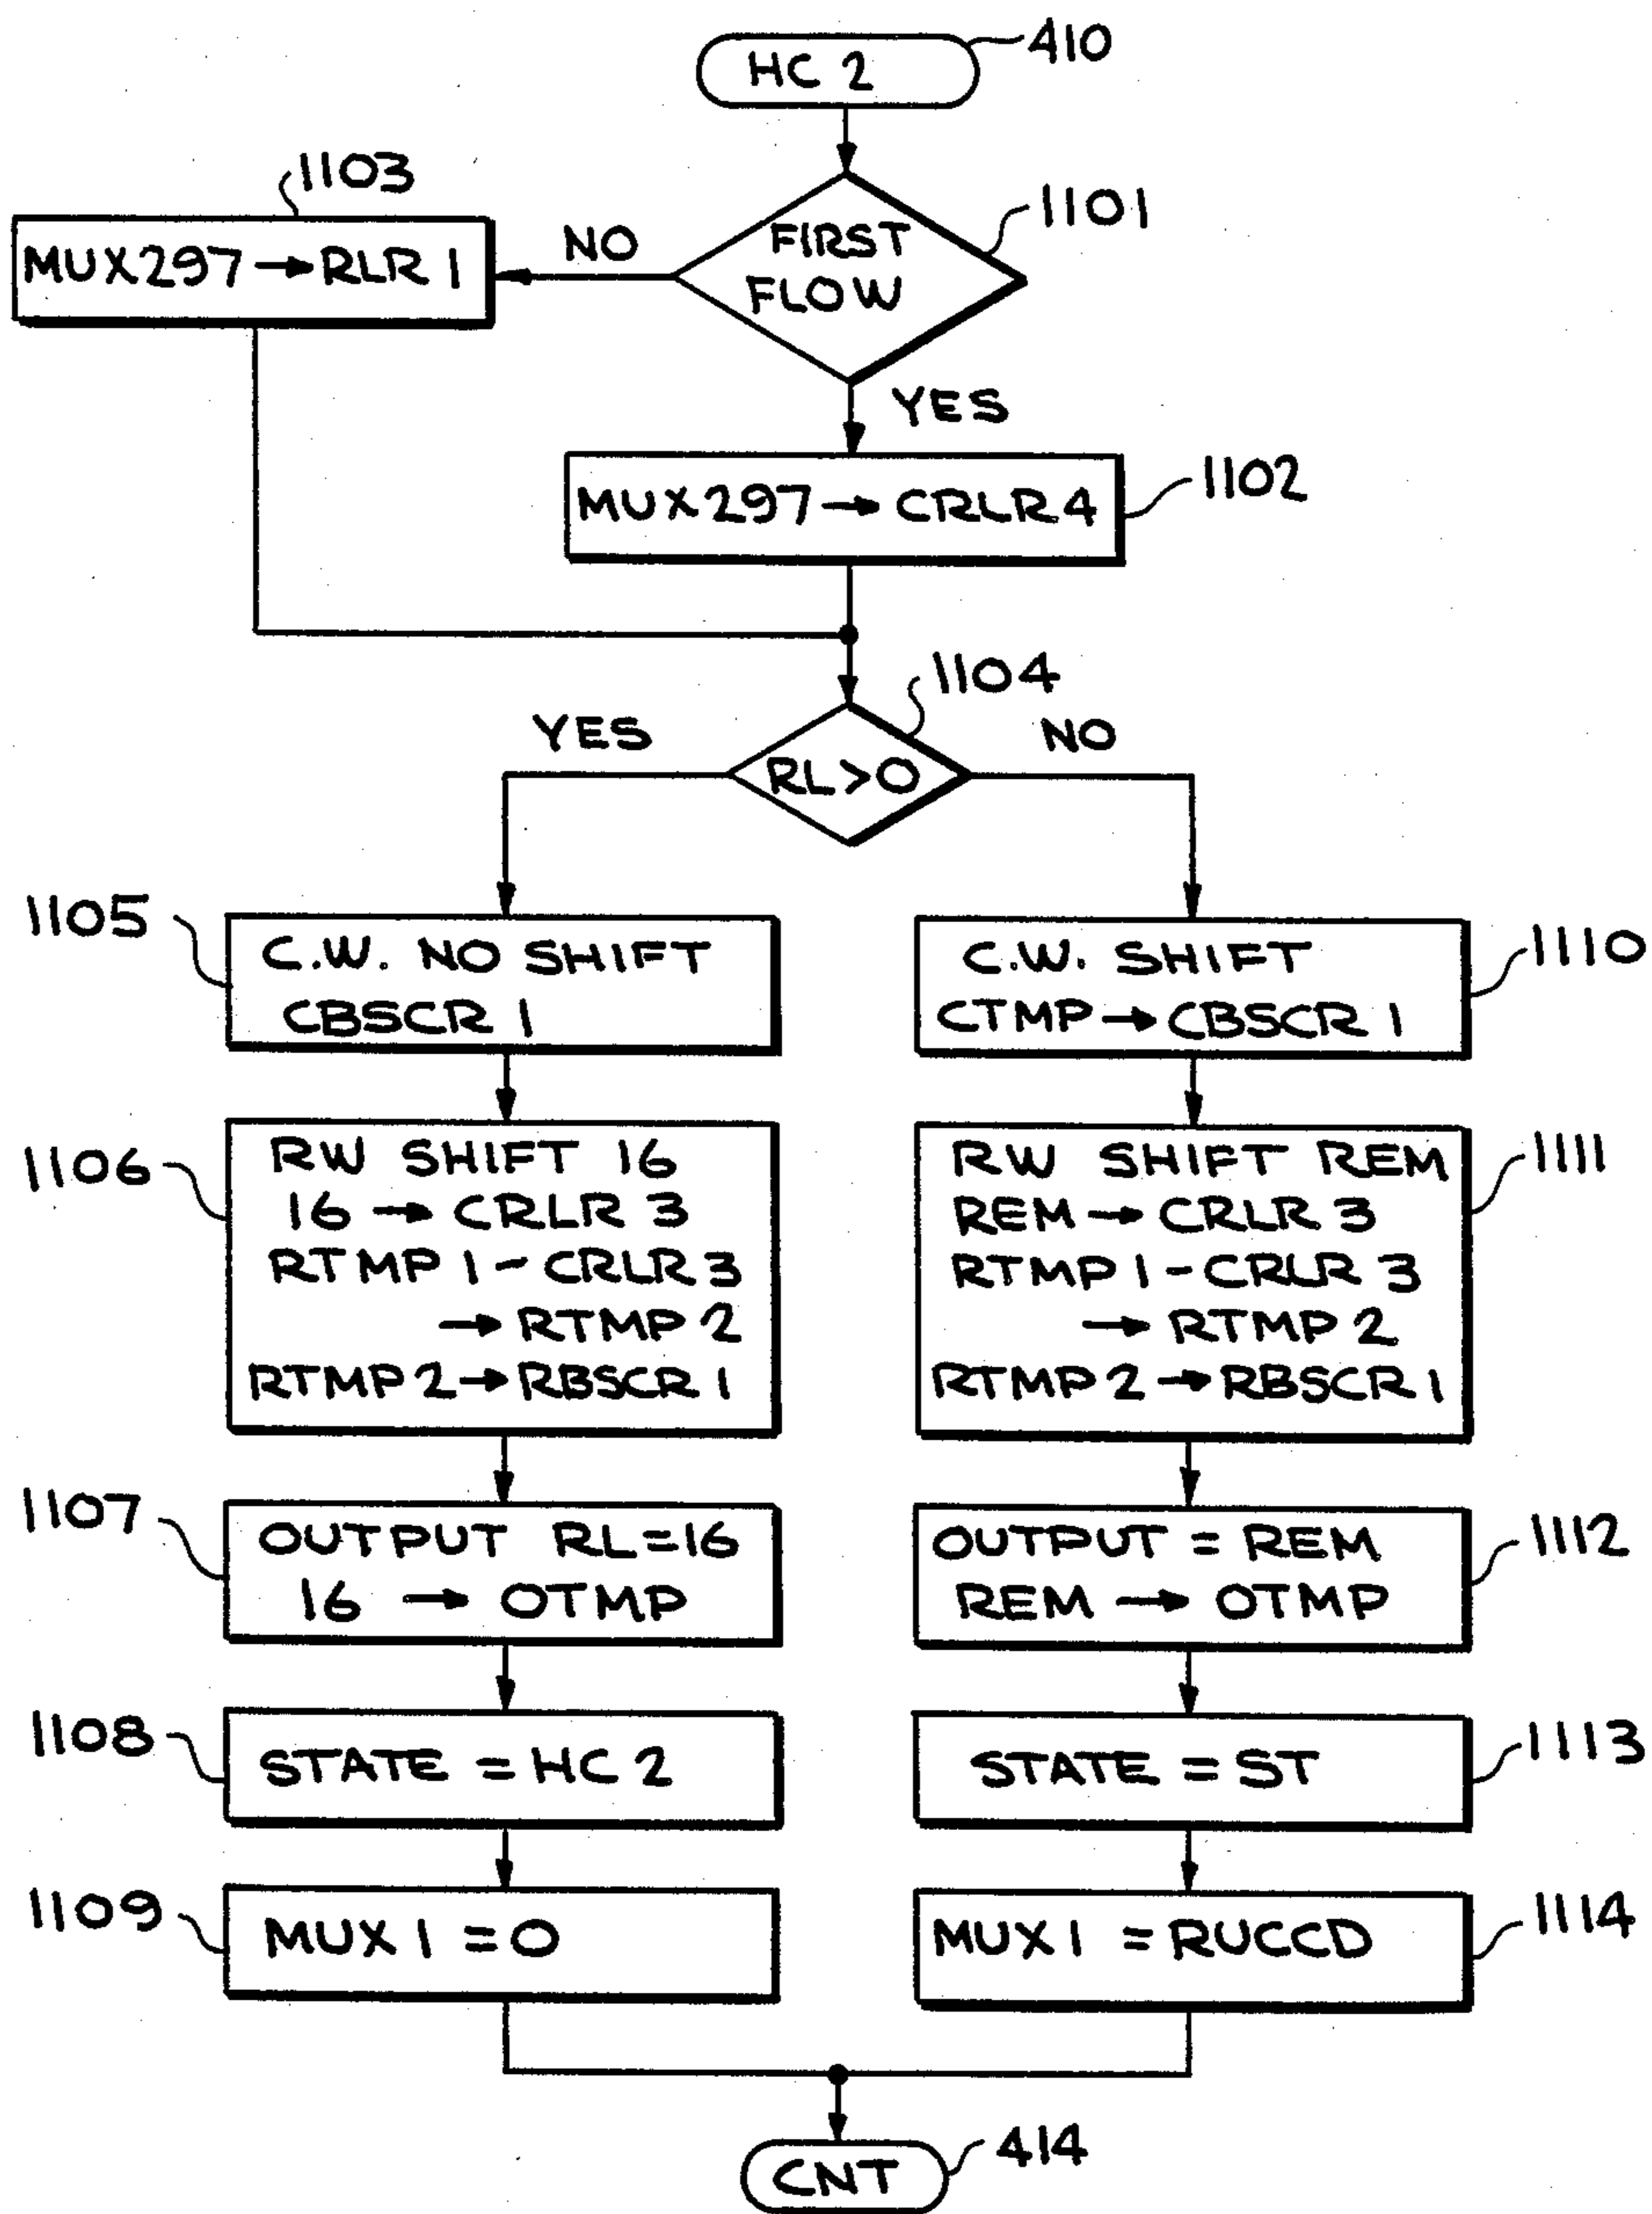 HC 2
410
1103
MUX297 → RLR 1
NO
FIRST
FLOW
1101
YES
MUX297 → CRLR 4
1102
1104
YES
RL>0
NO
1105
C.W. NO SHIFT
CBSCR 1
C.W. SHIFT
CTMP → CBSCR 1
1110
1106
RW SHIFT 16
16 → CRLR 3
RTMP 1 - CRLR 3
→ RTMP 2
RTMP 2 → RBSCR 1
RW SHIFT REM
REM → CRLR 3
RTMP 1 - CRLR 3
→ RTMP 2
RTMP 2 → RBSCR 1
1111
1107
OUTPUT RL=16
16 → OTMP
OUTPUT = REM
REM → OTMP
1112
1108
STATE = HC 2
STATE = ST
1113
1109
MUX 1 = 0
MUX 1 = RUCCD
1114
CNT
414